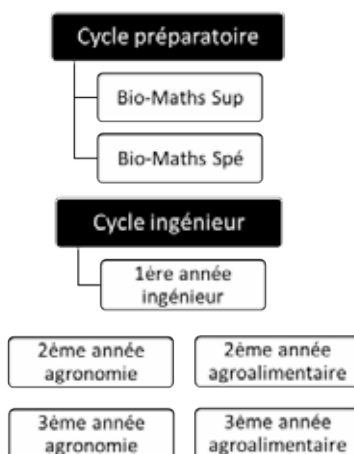 Cycle préparatoire
Bio-Maths Sup
Bio-Maths Spé
Cycle ingénieur
1ère année
ingénieur
2ème année
agronomie
2ème année
agroalimentaire
3ème année
agronomie
3ème année
agroalimentaire